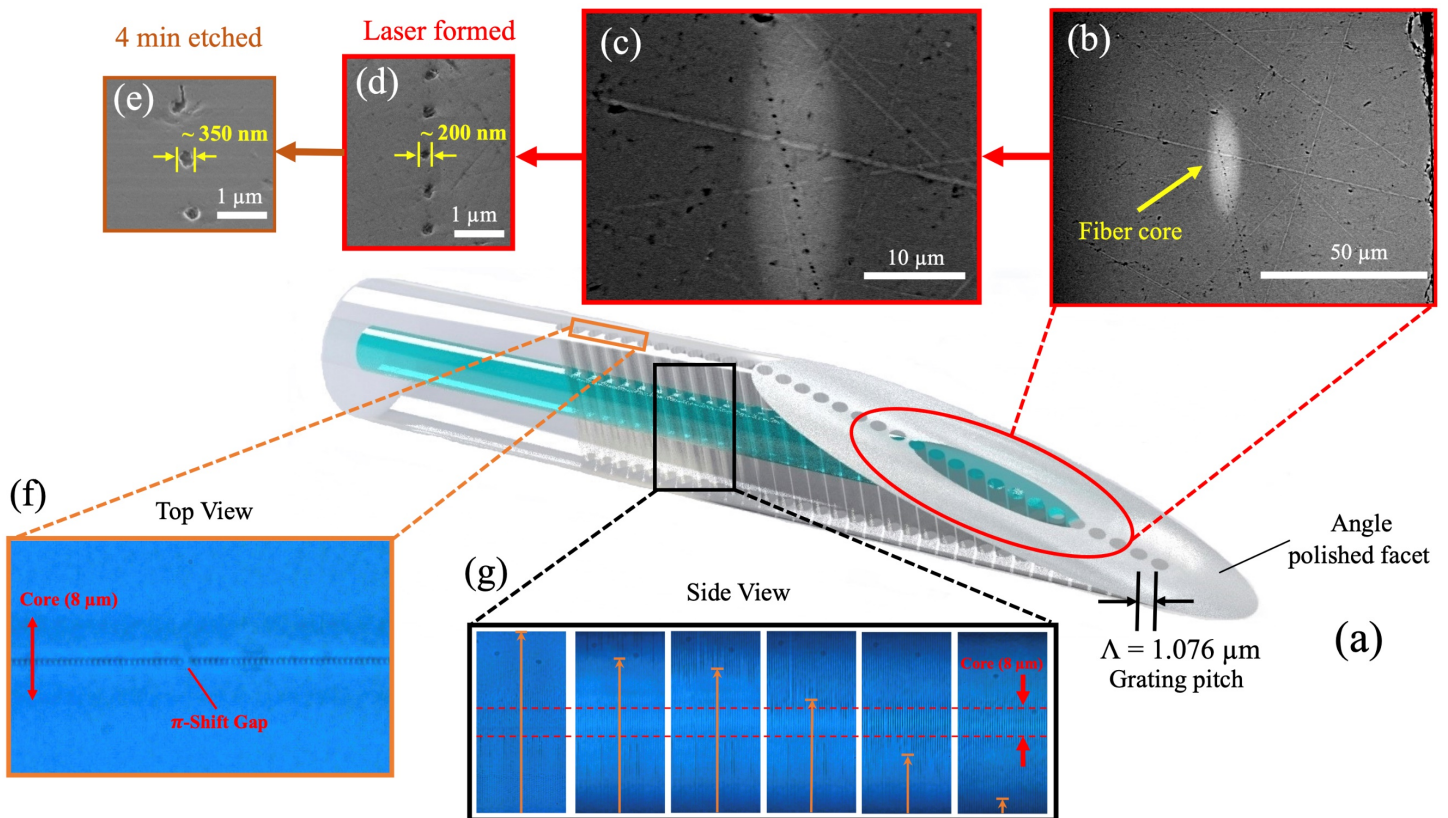 4 min etched
Laser formed
(e)
~ 350 nm
1 µm
(d)
~ 200 nm
1 µm
(c)
10 µm
(b)
Fiber core
50 µm
(f)
Top View
Core (8 µm)
π-Shift Gap
(g)
Side View
Core (8 µm)
Angle
polished facet
Λ = 1.076 µm
Grating pitch
(a)